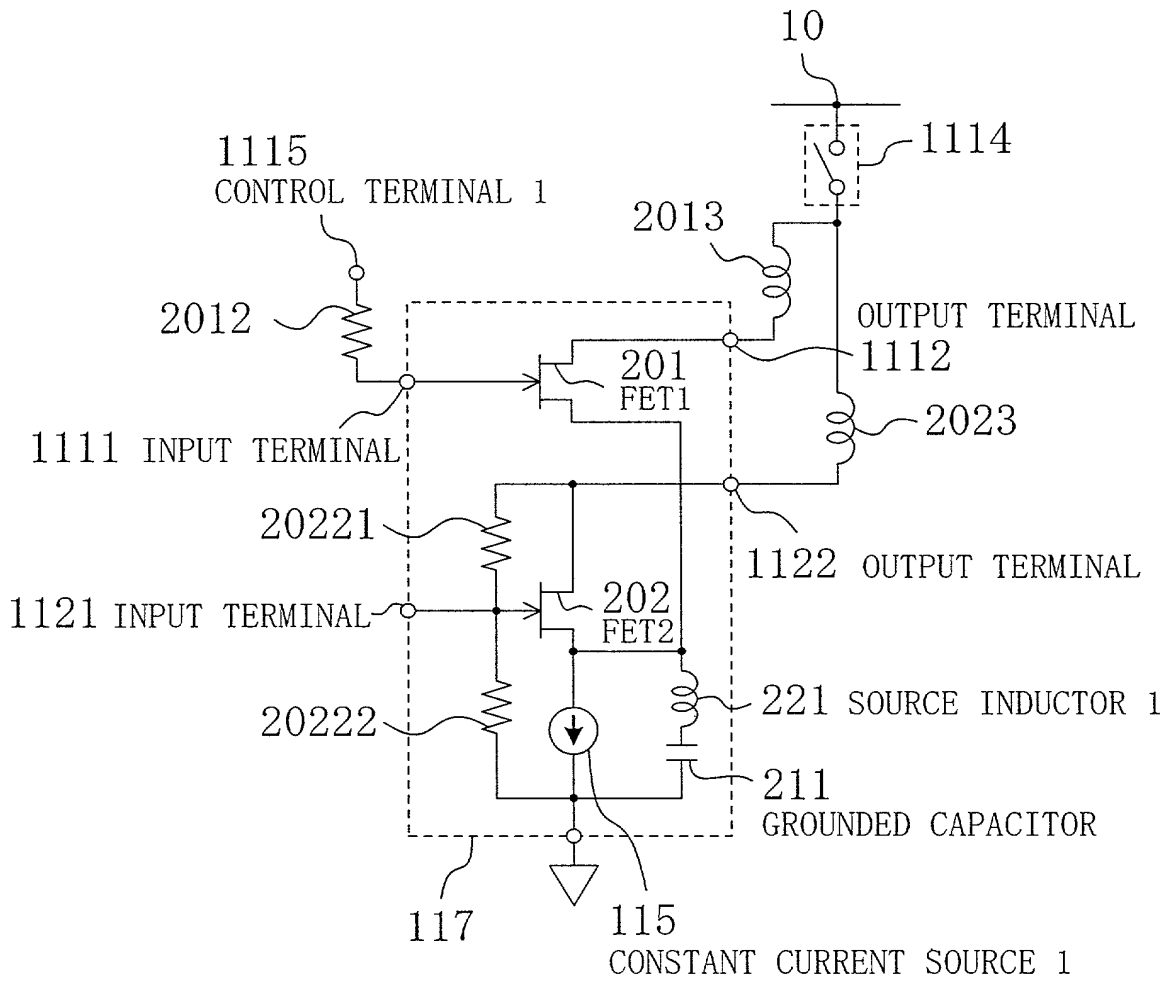 10
1114
1115
CONTROL TERMINAL 1
2013
2012
OUTPUT TERMINAL
1112
201
FET1
2023
1111 INPUT TERMINAL
20221
1122 OUTPUT TERMINAL
1121 INPUT TERMINAL
202
FET2
221 SOURCE INDUCTOR 1
20222
211
GROUNDED CAPACITOR
117
115
CONSTANT CURRENT SOURCE 1